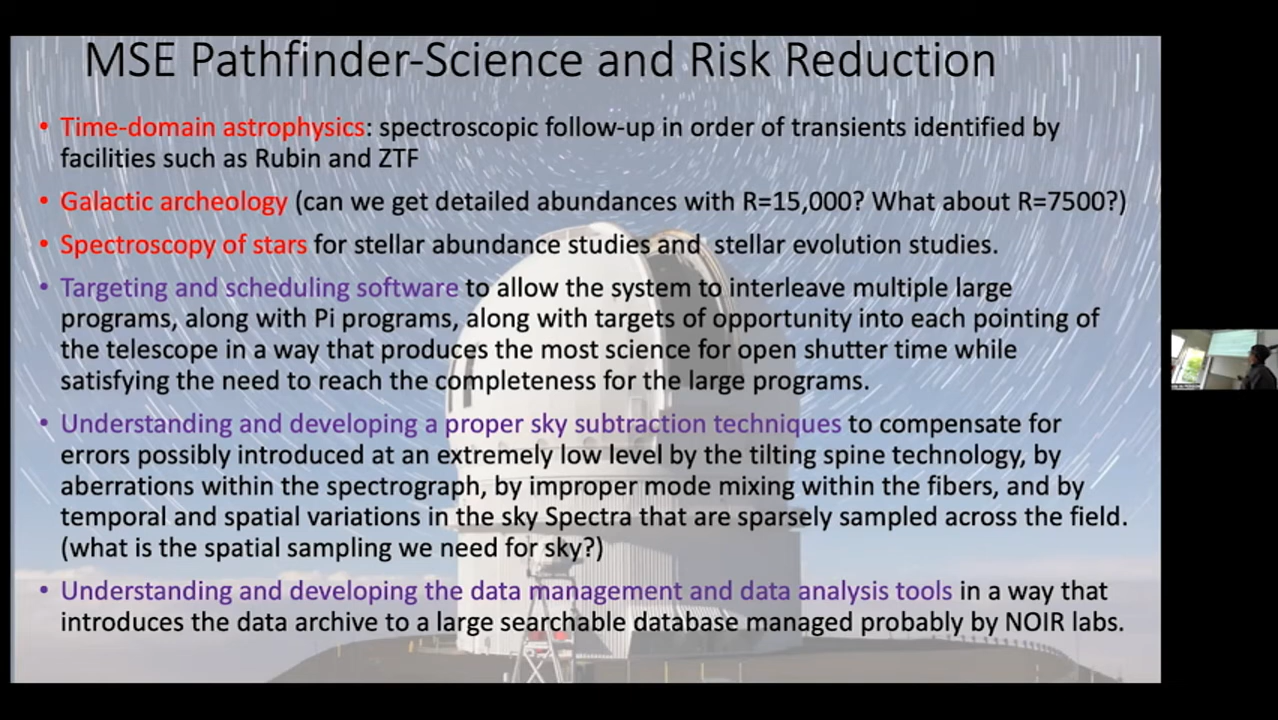 MSE Pathfinder-Science and Risk Reduction
• Time-domain astrophysics: spectroscopic follow-up in order of transients identified by
facilities such as Rubin and ZTF
• Galactic archeology (can we get detailed abundances with R=15,000? What about R=7500?)
• Spectroscopy of stars for stellar abundance studies and stellar evolution studies.
• Targeting and scheduling software to allow the system to interleave multiple large
programs, along with Pi programs, along with targets of opportunity into each pointing of
the telescope in a way that produces the most science for open shutter time while
satisfying the need to reach the completeness for the large programs.
• Understanding and developing a proper sky subtraction techniques to compensate for
errors possibly introduced at an extremely low level by the tilting spine technology, by
aberrations within the spectrograph, by improper mode mixing within the fibers, and by
temporal and spatial variations in the sky Spectra that are sparsely sampled across the field.
(what is the spatial sampling we need for sky?)
• Understanding and developing the data management and data analysis tools in a way that
introduces the data archive to a large searchable database managed probably by NOIR labs.